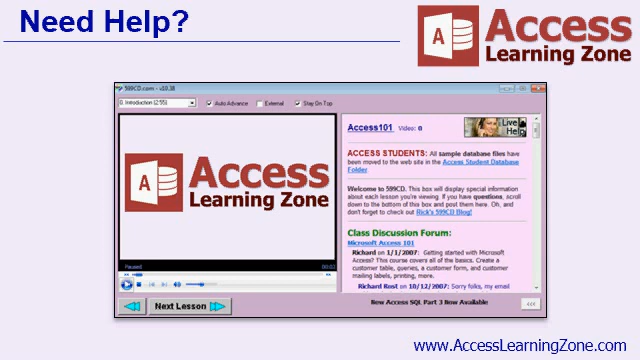 Need Help?
A
Access
Learning Zone
599CD.com - v10.38
0. Introduction (2:55)
Auto Advance
External
Stay On Top
A
Access
Learning Zone
Paused
00:03
Next Lesson
Access101 Video: 0
Live
Help
ACCESS STUDENTS: All sample database files have
been moved to the web site in the Access Student Database
Folder
Welcome to 599CD. This box will display special information
about each lesson you're viewing. If you have questions, scroll
down to the bottom of this box and post them here. Oh, and
don't forget to check out Rick's 599CD Blog!
Class Discussion Forum:
Microsoft Access 101
Richard on 1/1/2007: Getting started with Microsoft
Access? This course covers all of the basics. Create a
customer table, queries, a customer form, and customer
mailing labels, printing, more.
Richard Rost on 10/12/2007: Sorry folks, my email
New Access SQL Part 3 Now Available
<<<
www.AccessLearningZone.com